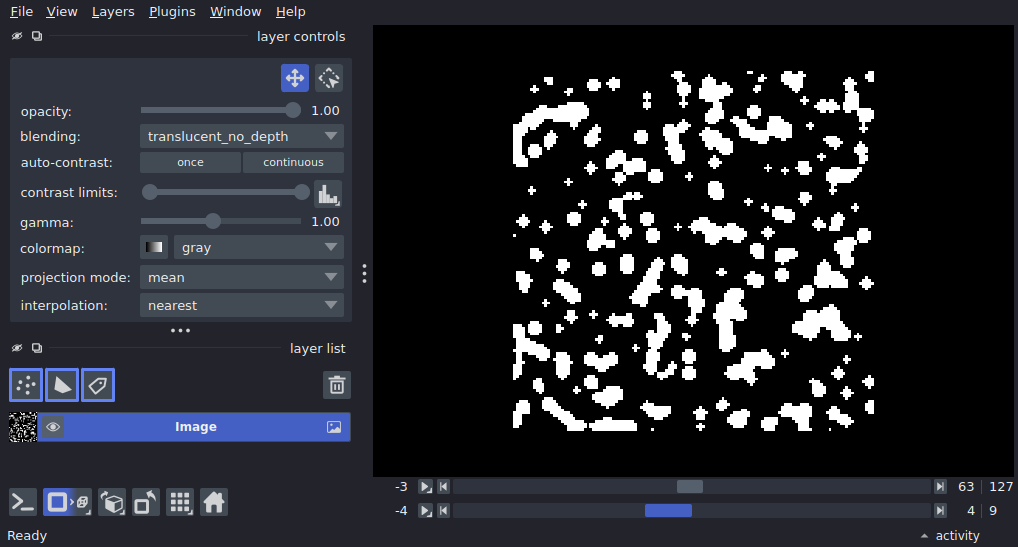 File View Layers Plugins Window Help
layer controls
opacity: 1.00
blending: translucent_no_depth
auto-contrast: once continuous
contrast limits:
gamma: 1.00
colormap: gray
projection mode: mean
interpolation: nearest
layer list
Image
-3 63 127
-4 4 9
Ready activity